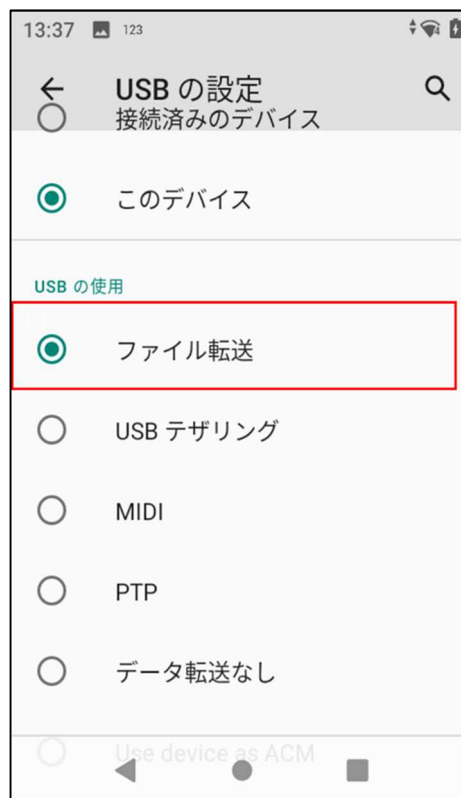 13:37 123
USB の設定
接続済みのデバイス
このデバイス
USB の使用
ファイル転送
USB テザリング
MIDI
PTP
データ転送なし
Use device as ACM